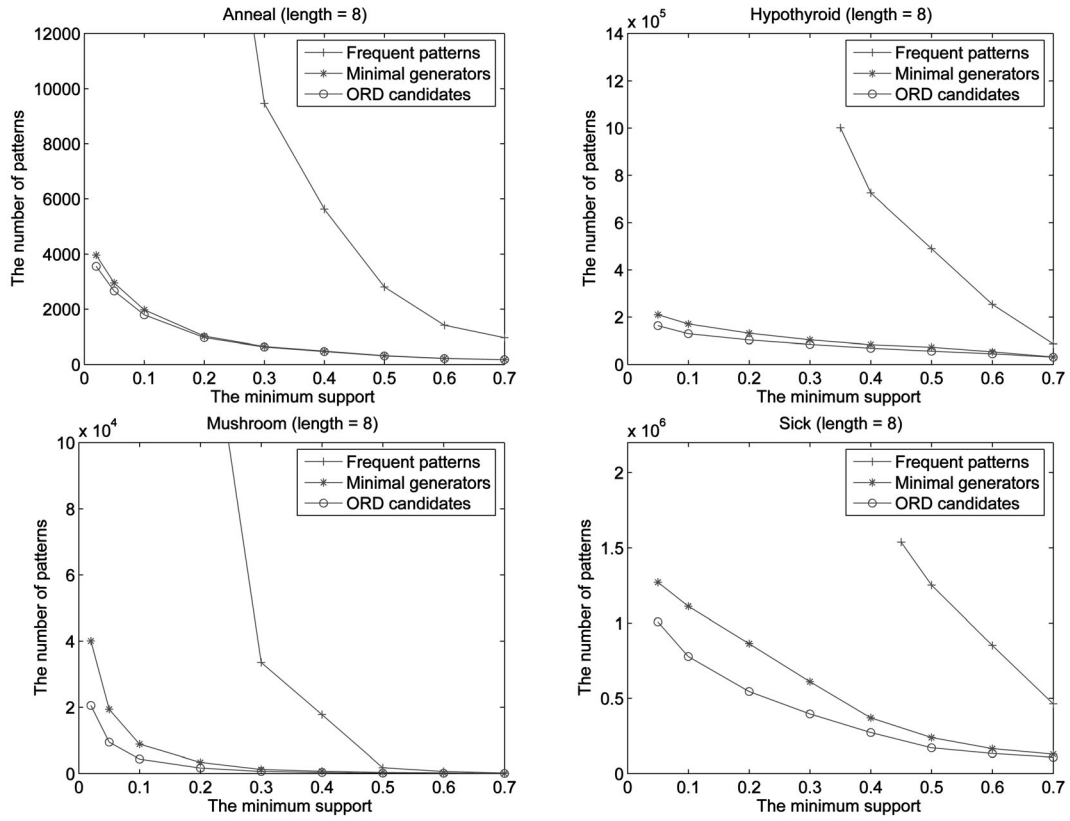 Anneal (length = 8)
12000
10000
8000
6000
4000
2000
0
The number of patterns
Frequent patterns
Minimal generators
ORD candidates
0 0.1 0.2 0.3 0.4 0.5 0.6 0.7
The minimum support
Hypothyroid (length = 8)
x 10^5
14
12
10
8
6
4
2
0
The number of patterns
Frequent patterns
Minimal generators
ORD candidates
0 0.1 0.2 0.3 0.4 0.5 0.6 0.7
The minimum support
Mushroom (length = 8)
x 10^4
10
8
6
4
2
0
The number of patterns
Frequent patterns
Minimal generators
ORD candidates
0 0.1 0.2 0.3 0.4 0.5 0.6 0.7
The minimum support
Sick (length = 8)
x 10^6
2
1.5
1
0.5
0
The number of patterns
Frequent patterns
Minimal generators
ORD candidates
0 0.1 0.2 0.3 0.4 0.5 0.6 0.7
The minimum support